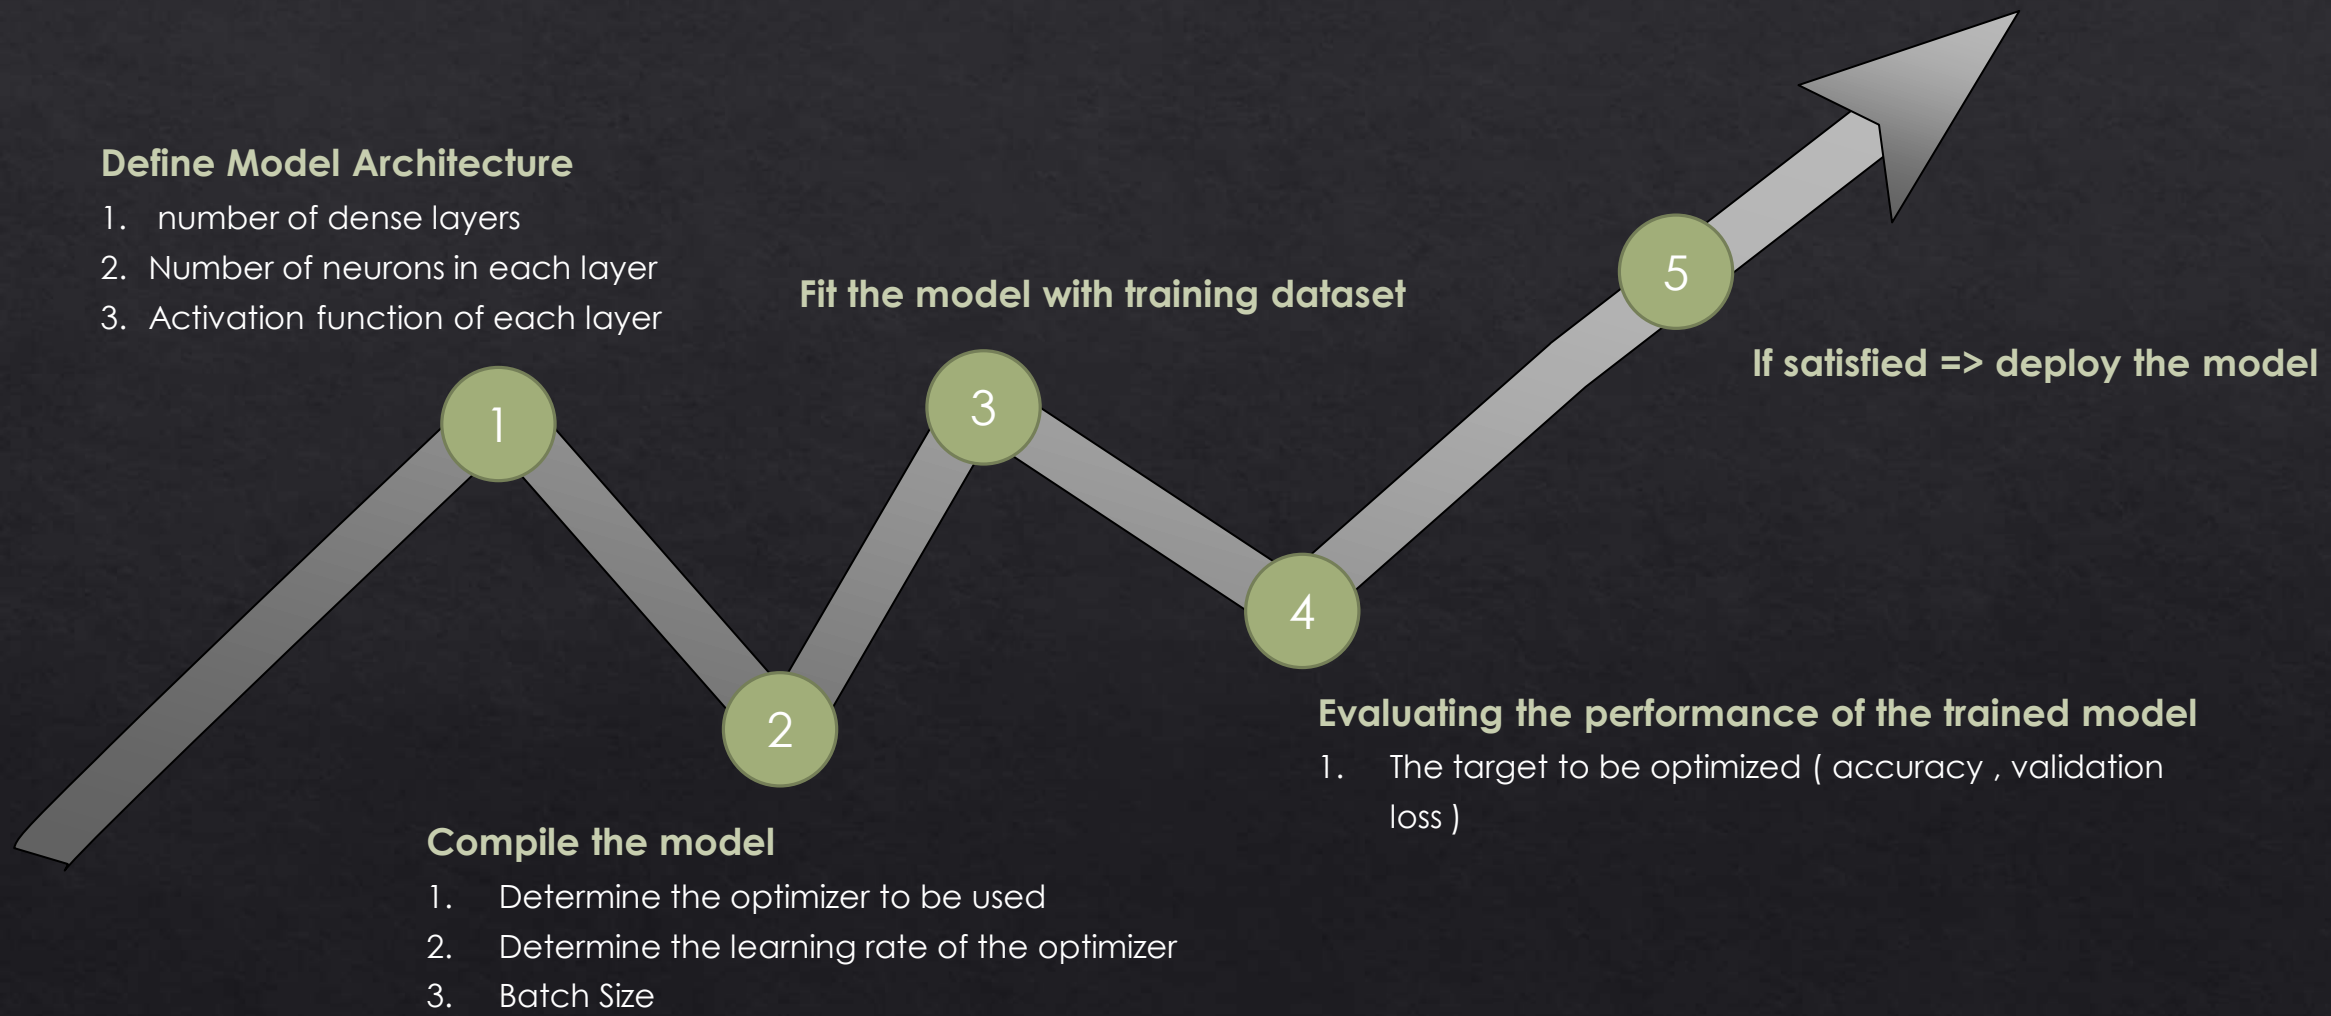 Define Model Architecture
1. number of dense layers
2. Number of neurons in each layer
3. Activation function of each layer
1
2
Compile the model
1. Determine the optimizer to be used
2. Determine the learning rate of the optimizer
3. Batch Size
Fit the model with training dataset
3
4
Evaluating the performance of the trained model
1. The target to be optimized ( accuracy , validation
loss )
5
If satisfied => deploy the model